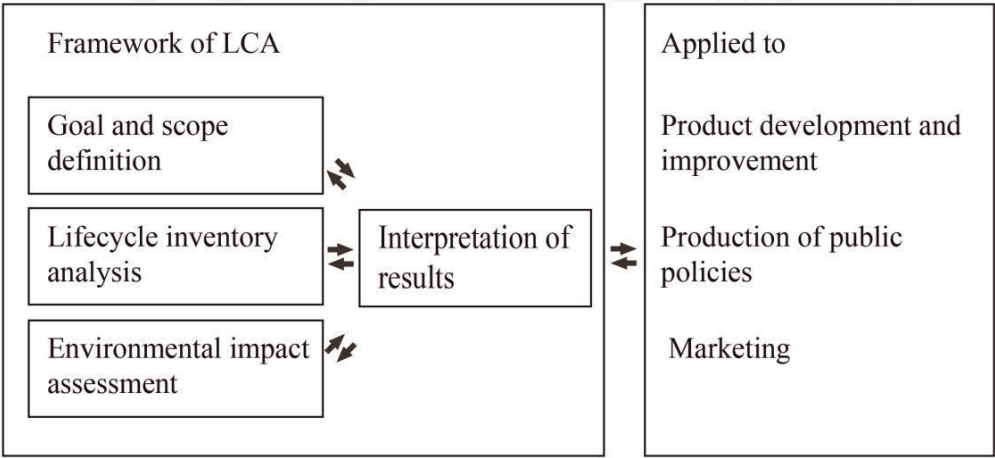 Framework of LCA
Goal and scope
definition
Lifecycle inventory
analysis
Environmental impact
assessment
Interpretation of
results
Applied to
Product development and
improvement
Production of public
policies
Marketing